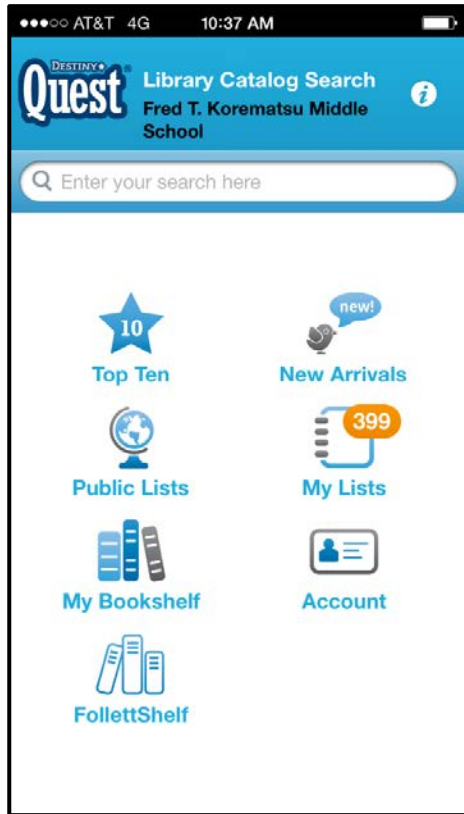 AT&T 4G 10:37 AM
DESTINY
Quest
Library Catalog Search
Fred T. Korematsu Middle
School
i
Enter your search here
10
Top Ten
new!
New Arrivals
Public Lists
399
My Lists
My Bookshelf
Account
FollettShelf